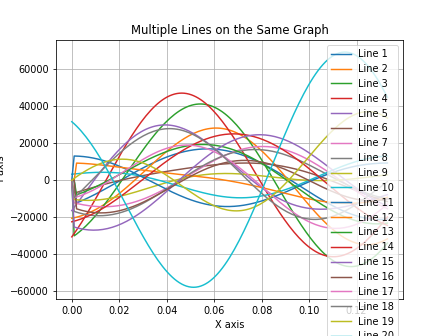 Multiple Lines on the Same Graph
60000
40000
20000
0
−20000
−40000
−60000
0.00
0.02
0.04
0.06
0.08
0.10
X axis
axis
Line 1
Line 2
Line 3
Line 4
Line 5
Line 6
Line 7
Line 8
Line 9
Line 10
Line 11
Line 12
Line 13
Line 14
Line 15
Line 16
Line 17
Line 18
Line 19
Line 20